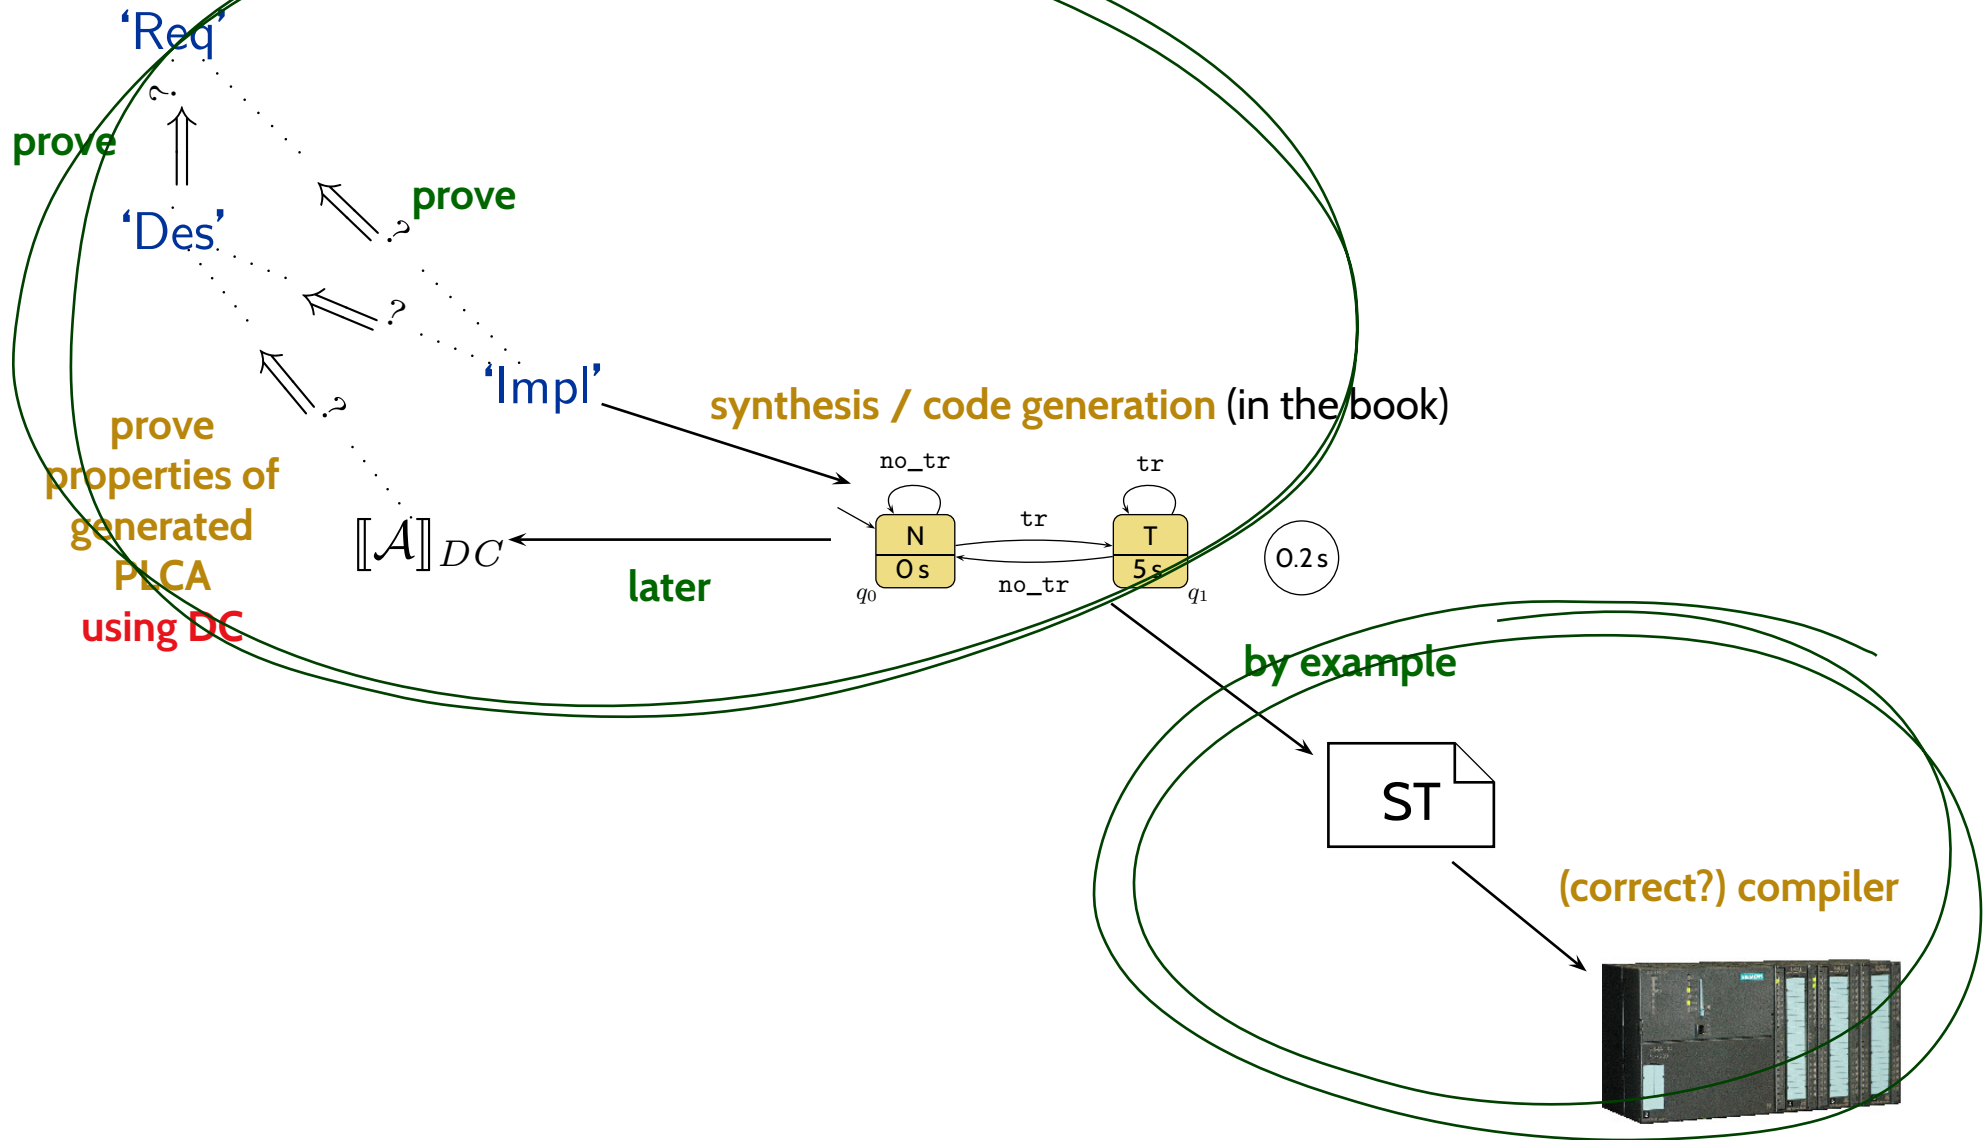 ‘Req’
?
prove
prove
?
‘Des’
?
?
‘Impl’
synthesis / code generation (in the book)
prove
properties of
generated
PLCA
using DC
no_tr
tr
N
0 s
q0
tr
no_tr
T
5 s
q1
0.2 s
⟦𝒜⟧DC
later
by example
ST
(correct?) compiler